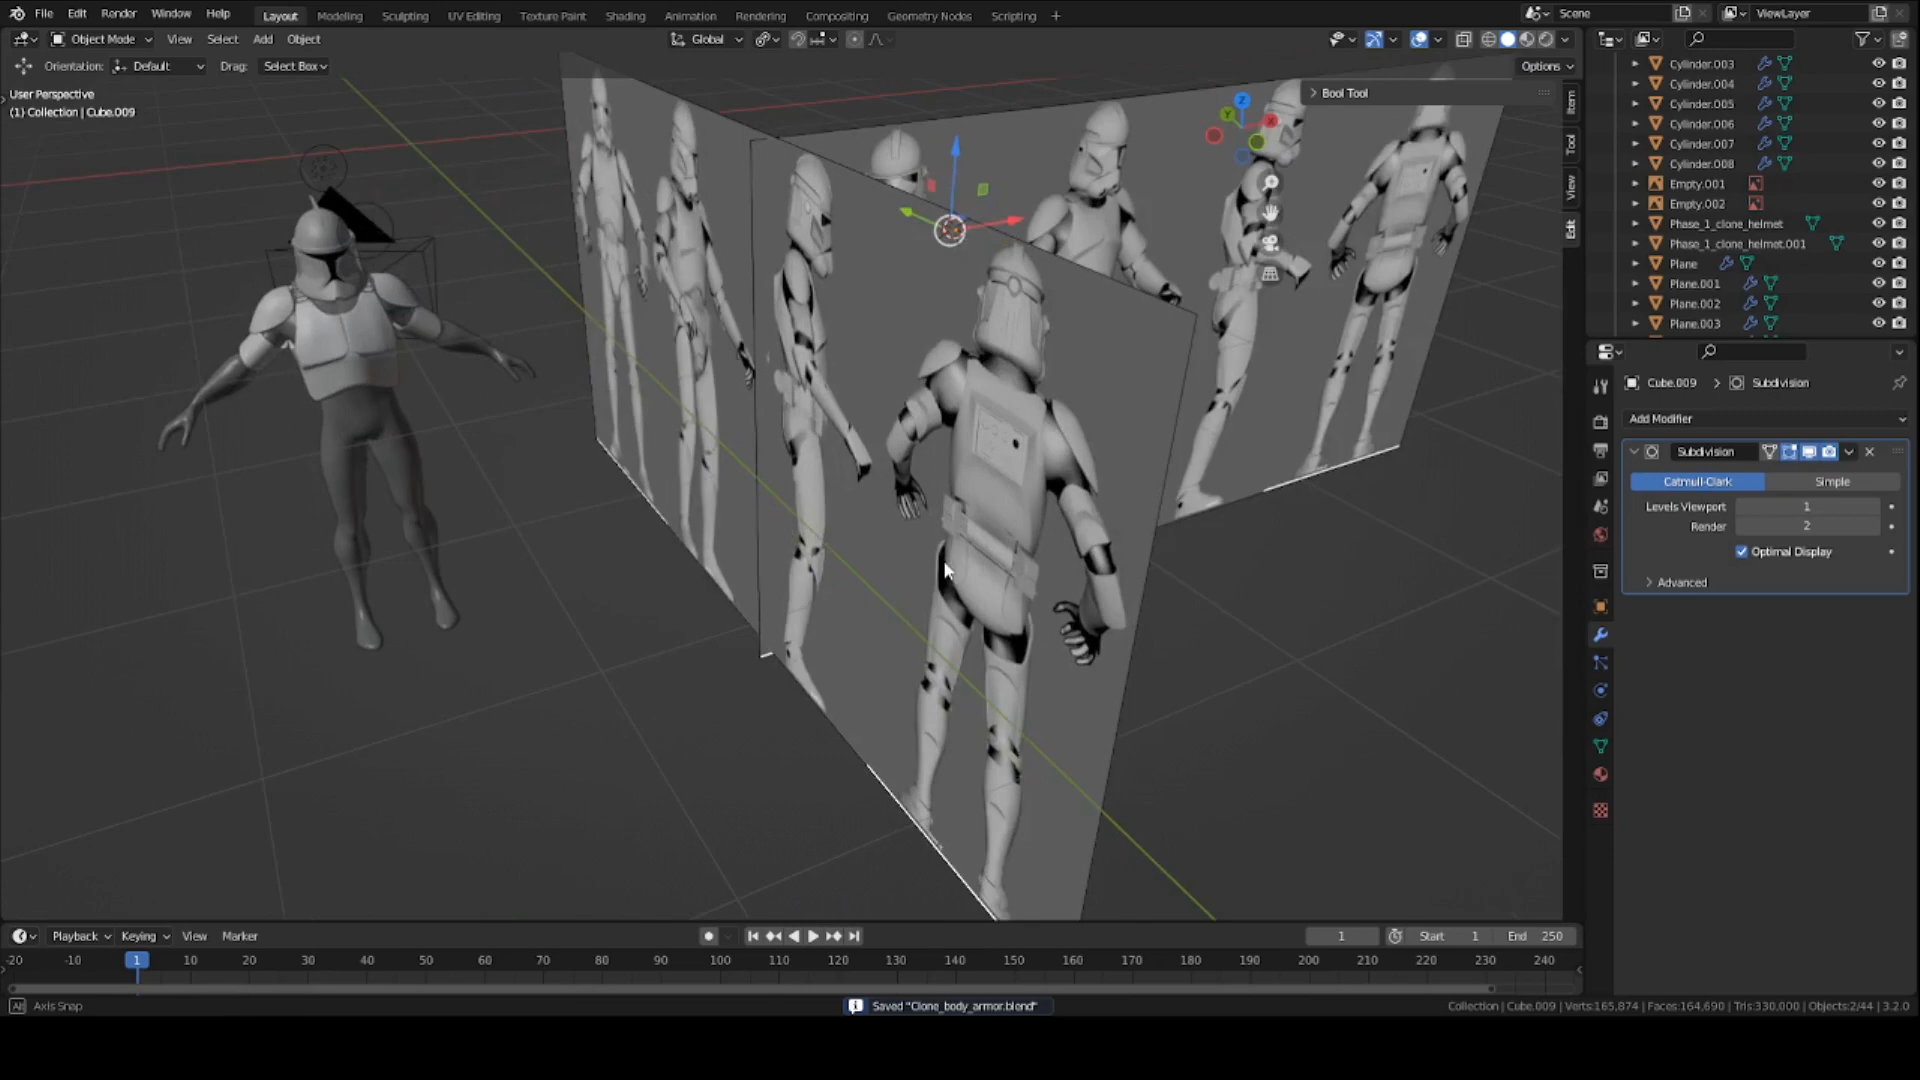 File Edit Render Window Help Layout Modeling Sculpting UV Editing Texture Paint Shading Animation Rendering Compositing Geometry Nodes Scripting + Scene ViewLayer
Object Mode View Select Add Object Global
Orientation: Default Drag: Select Box Options
User Perspective
(1) Collection | Cube.009
Bool Tool
Z
Y
X
Item
Tool
View
Edit
Cylinder.003
Cylinder.004
Cylinder.005
Cylinder.006
Cylinder.007
Cylinder.008
Empty.001
Empty.002
Phase_1_clone_helmet
Phase_1_clone_helmet.001
Plane
Plane.001
Plane.002
Plane.003
Cube.009 > Subdivision
Add Modifier
Subdivision
Catmull-Clark Simple
Levels Viewport 1
Render 2
Optimal Display
Advanced
Playback Keying View Marker 1 Start 1 End 250
-20 -10 1 10 20 30 40 50 60 70 80 90 100 110 120 130 140 150 160 170 180 190 200 210 220 230 240
Alt Axis Snap Saved "Clone_body_armor.blend" Collection | Cube.009 | Verts:165,874 | Faces:164,690 | Tris:330,000 | Objects:2/44 | 3.2.0